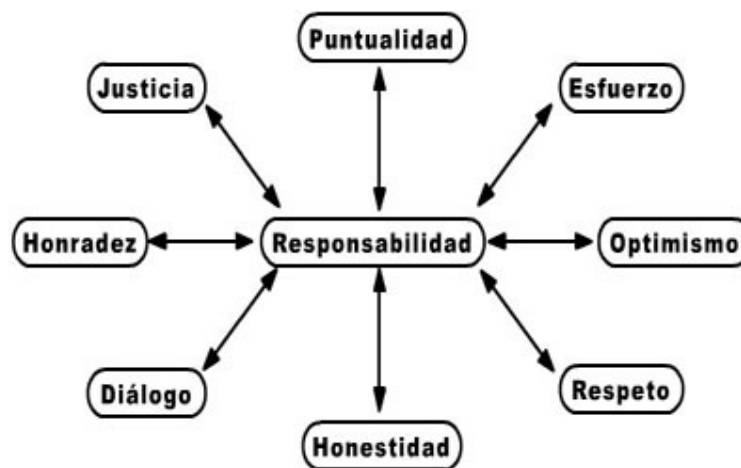 Puntualidad
Justicia
Esfuerzo
Honradez
Responsabilidad
Optimismo
Diálogo
Respeto
Honestidad